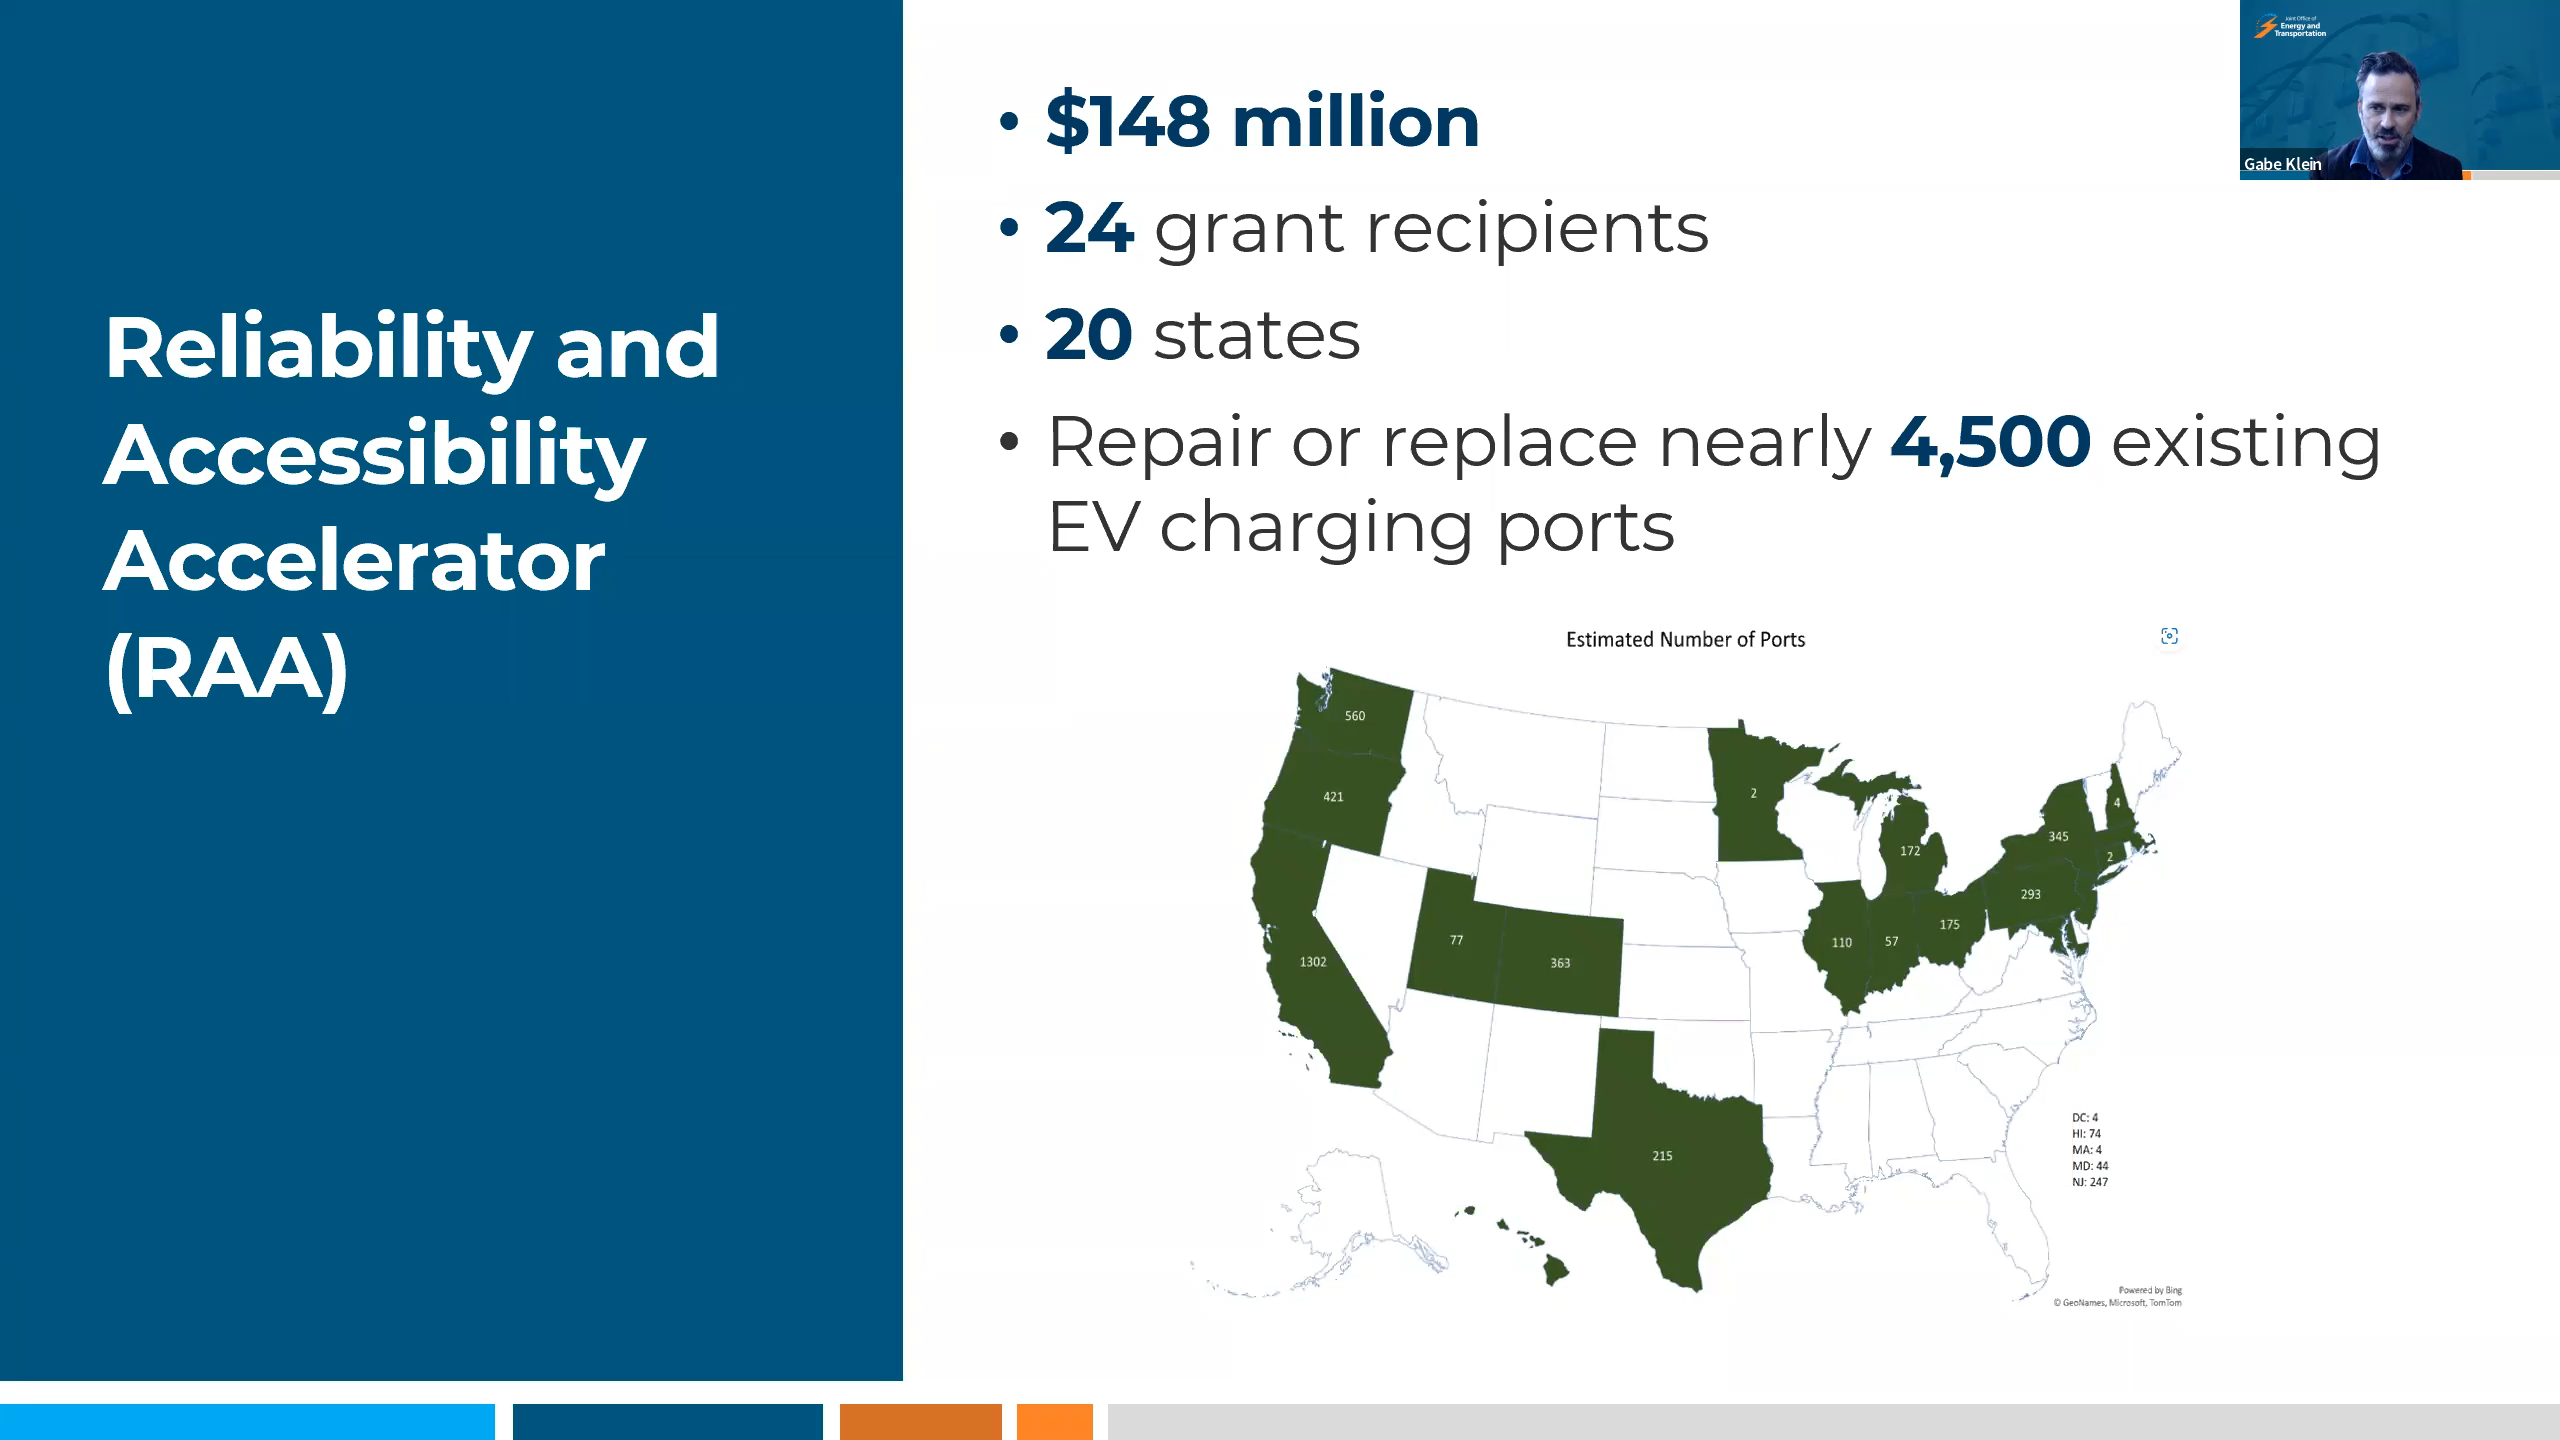 Reliability and
Accessibility
Accelerator
(RAA)
• $148 million
• 24 grant recipients
• 20 states
• Repair or replace nearly 4,500 existing
EV charging ports
Joint Office of
Energy and
Transportation
Gabe Klein
Estimated Number of Ports
560
421
1302
77
363
215
2
172
110
57
175
293
345
4
2
DC: 4
HI: 74
MA: 4
MD: 44
NJ: 247
Powered by Bing
© GeoNames, Microsoft, TomTom